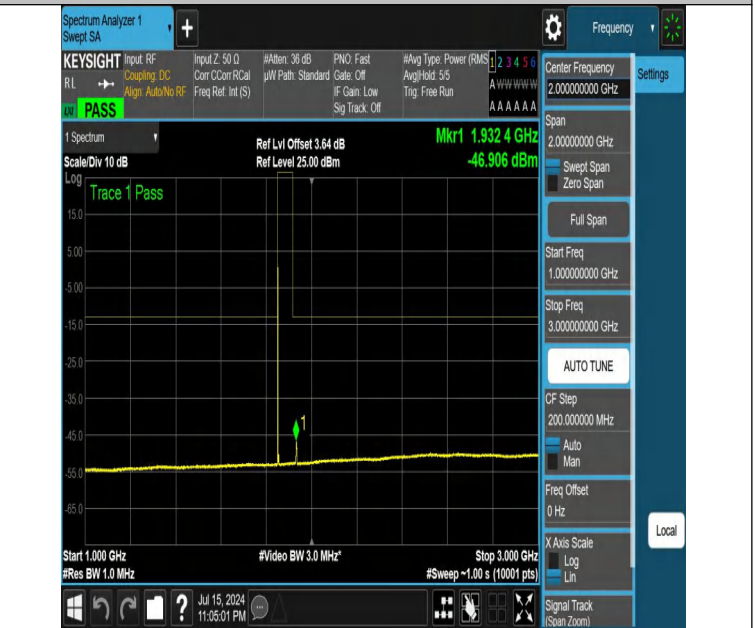 Spectrum Analyzer 1
Swept SA
Frequency
KEYSIGHT
RL
PASS
Input: RF
Coupling: DC
Align: Auto/No RF
Input Z: 50 Ω
Corr CCorr RCal
Freq Ref: Int (S)
#Atten: 36 dB
µW Path: Standard
PNO: Fast
Gate: Off
IF Gain: Low
Sig Track: Off
#Avg Type: Power (RMS
Avg|Hold: 5/5
Trig: Free Run
1 2 3 4 5 6
A W W W W W
A A A A A A
1 Spectrum
Scale/Div 10 dB
Ref Lvl Offset 3.64 dB
Ref Level 25.00 dBm
Mkr1 1.932 4 GHz
-46.906 dBm
Log
Trace 1 Pass
15.0
5.00
-5.00
-15.0
-25.0
-35.0
-45.0
-55.0
-65.0
1
Start 1.000 GHz
#Res BW 1.0 MHz
#Video BW 3.0 MHz*
Stop 3.000 GHz
#Sweep ~1.00 s (10001 pts)
Jul 15, 2024
11:05:01 PM
Center Frequency
2.000000000 GHz
Span
2.00000000 GHz
Swept Span
Zero Span
Full Span
Start Freq
1.000000000 GHz
Stop Freq
3.000000000 GHz
AUTO TUNE
CF Step
200.000000 MHz
Auto
Man
Freq Offset
0 Hz
X Axis Scale
Log
Lin
Signal Track
(Span Zoom)
Settings
Local